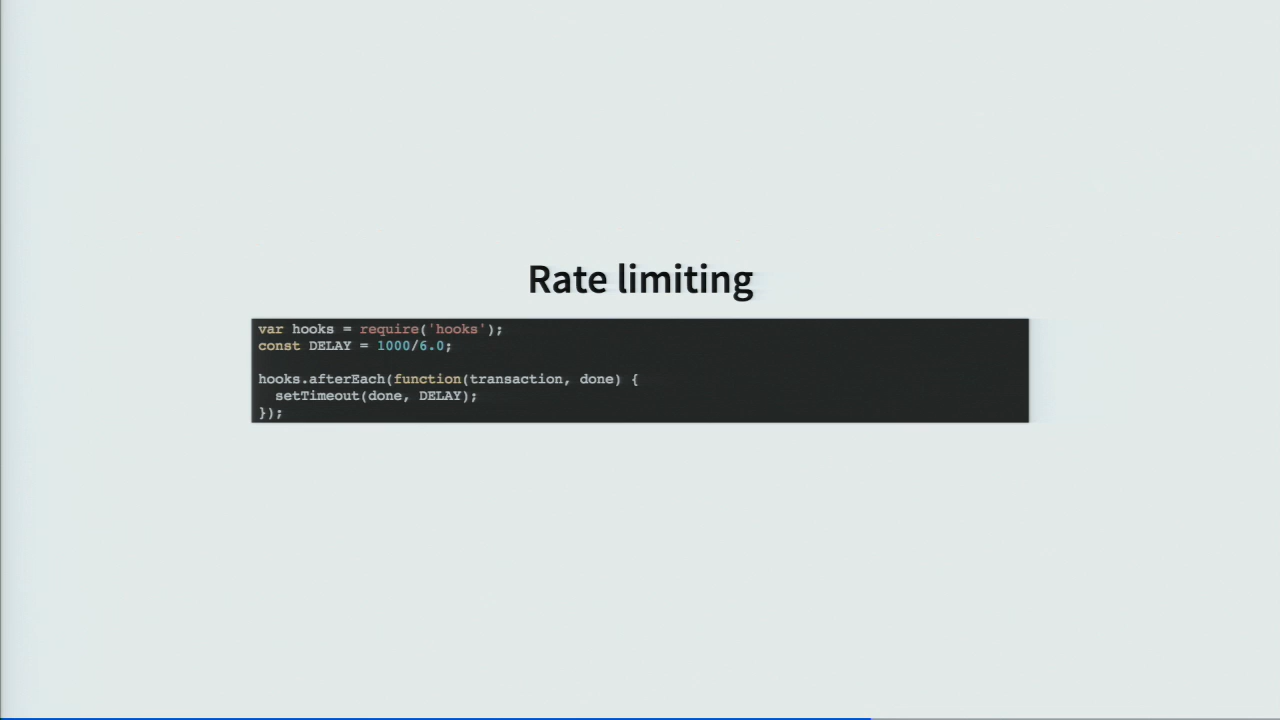 Rate limiting
var hooks = require('hooks');
const DELAY = 1000/6.0;
hooks.afterEach(function(transaction, done) {
  setTimeout(done, DELAY);
});